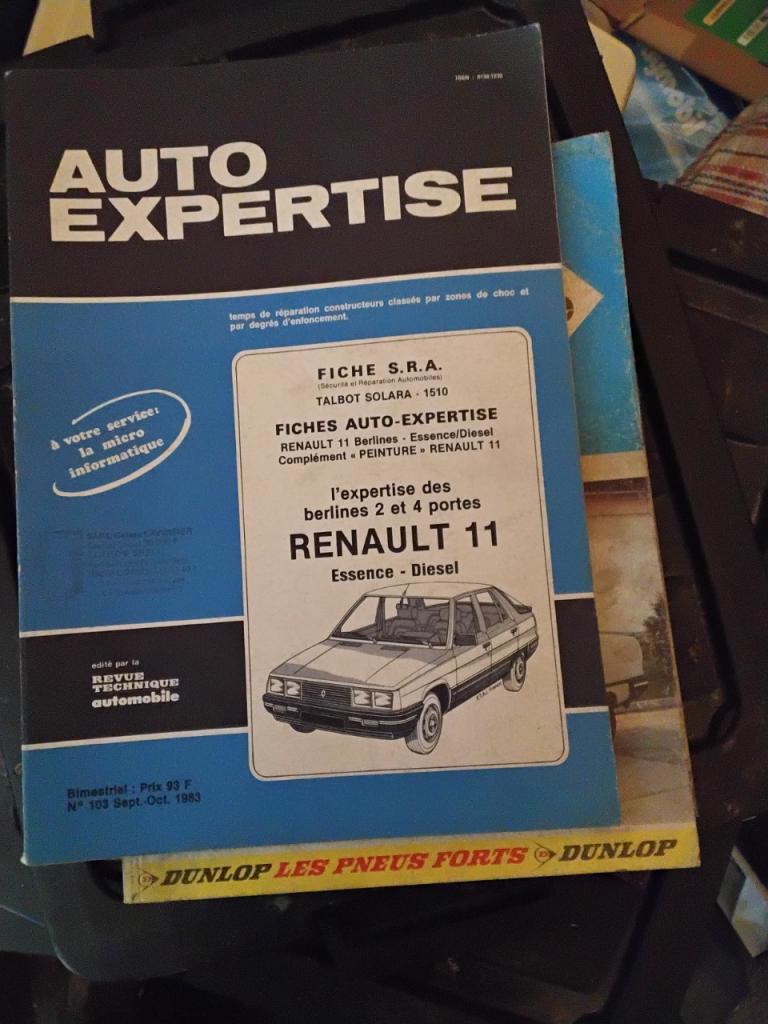 AUTO
EXPERTISE
temps de réparation constructeurs classés par zones de choc et
par degrés d'enfoncement.
à votre service:
la micro
informatique
FICHE S.R.A.
(Sécurité et Réparation Automobiles)
TALBOT SOLARA - 1510
FICHES AUTO-EXPERTISE
RENAULT 11 Berlines - Essence/Diesel
Complément « PEINTURE » RENAULT 11
l'expertise des
berlines 2 et 4 portes
RENAULT 11
Essence - Diesel
edité par la
REVUE
TECHNIQUE
automobile
Bimestriel : Prix 93 F
N° 103 Sept.-Oct. 1983
DUNLOP LES PNEUS FORTS DUNLOP